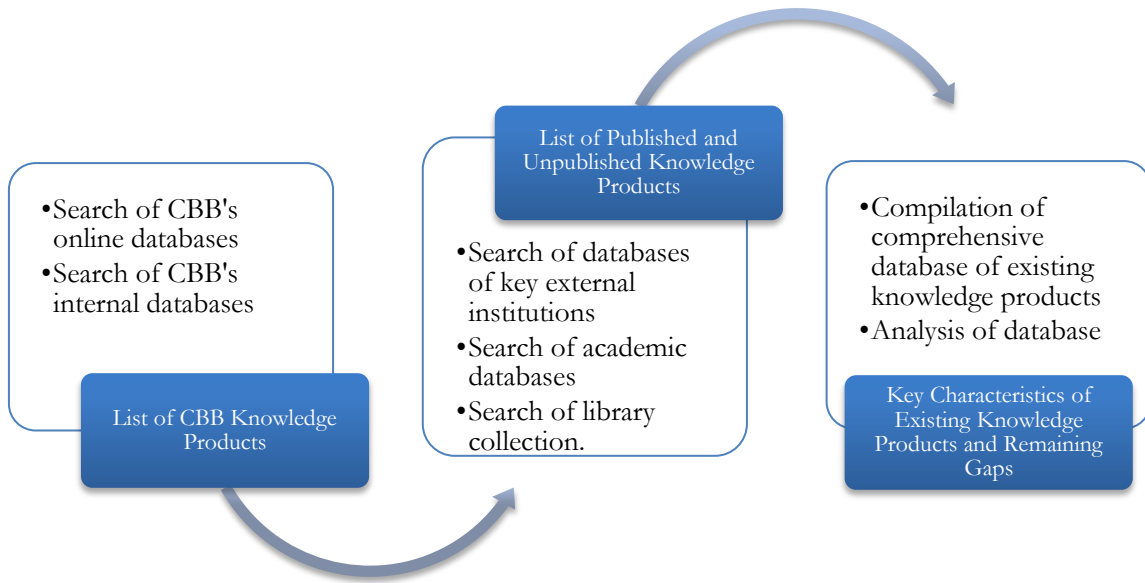 •Search of CBB's
online databases
•Search of CBB's
internal databases
List of CBB Knowledge
Products
List of Published and
Unpublished Knowledge
Products
•Search of databases
of key external
institutions
•Search of academic
databases
•Search of library
collection.
•Compilation of
comprehensive
database of existing
knowledge products
•Analysis of database
Key Characteristics of
Existing Knowledge
Products and Remaining
Gaps